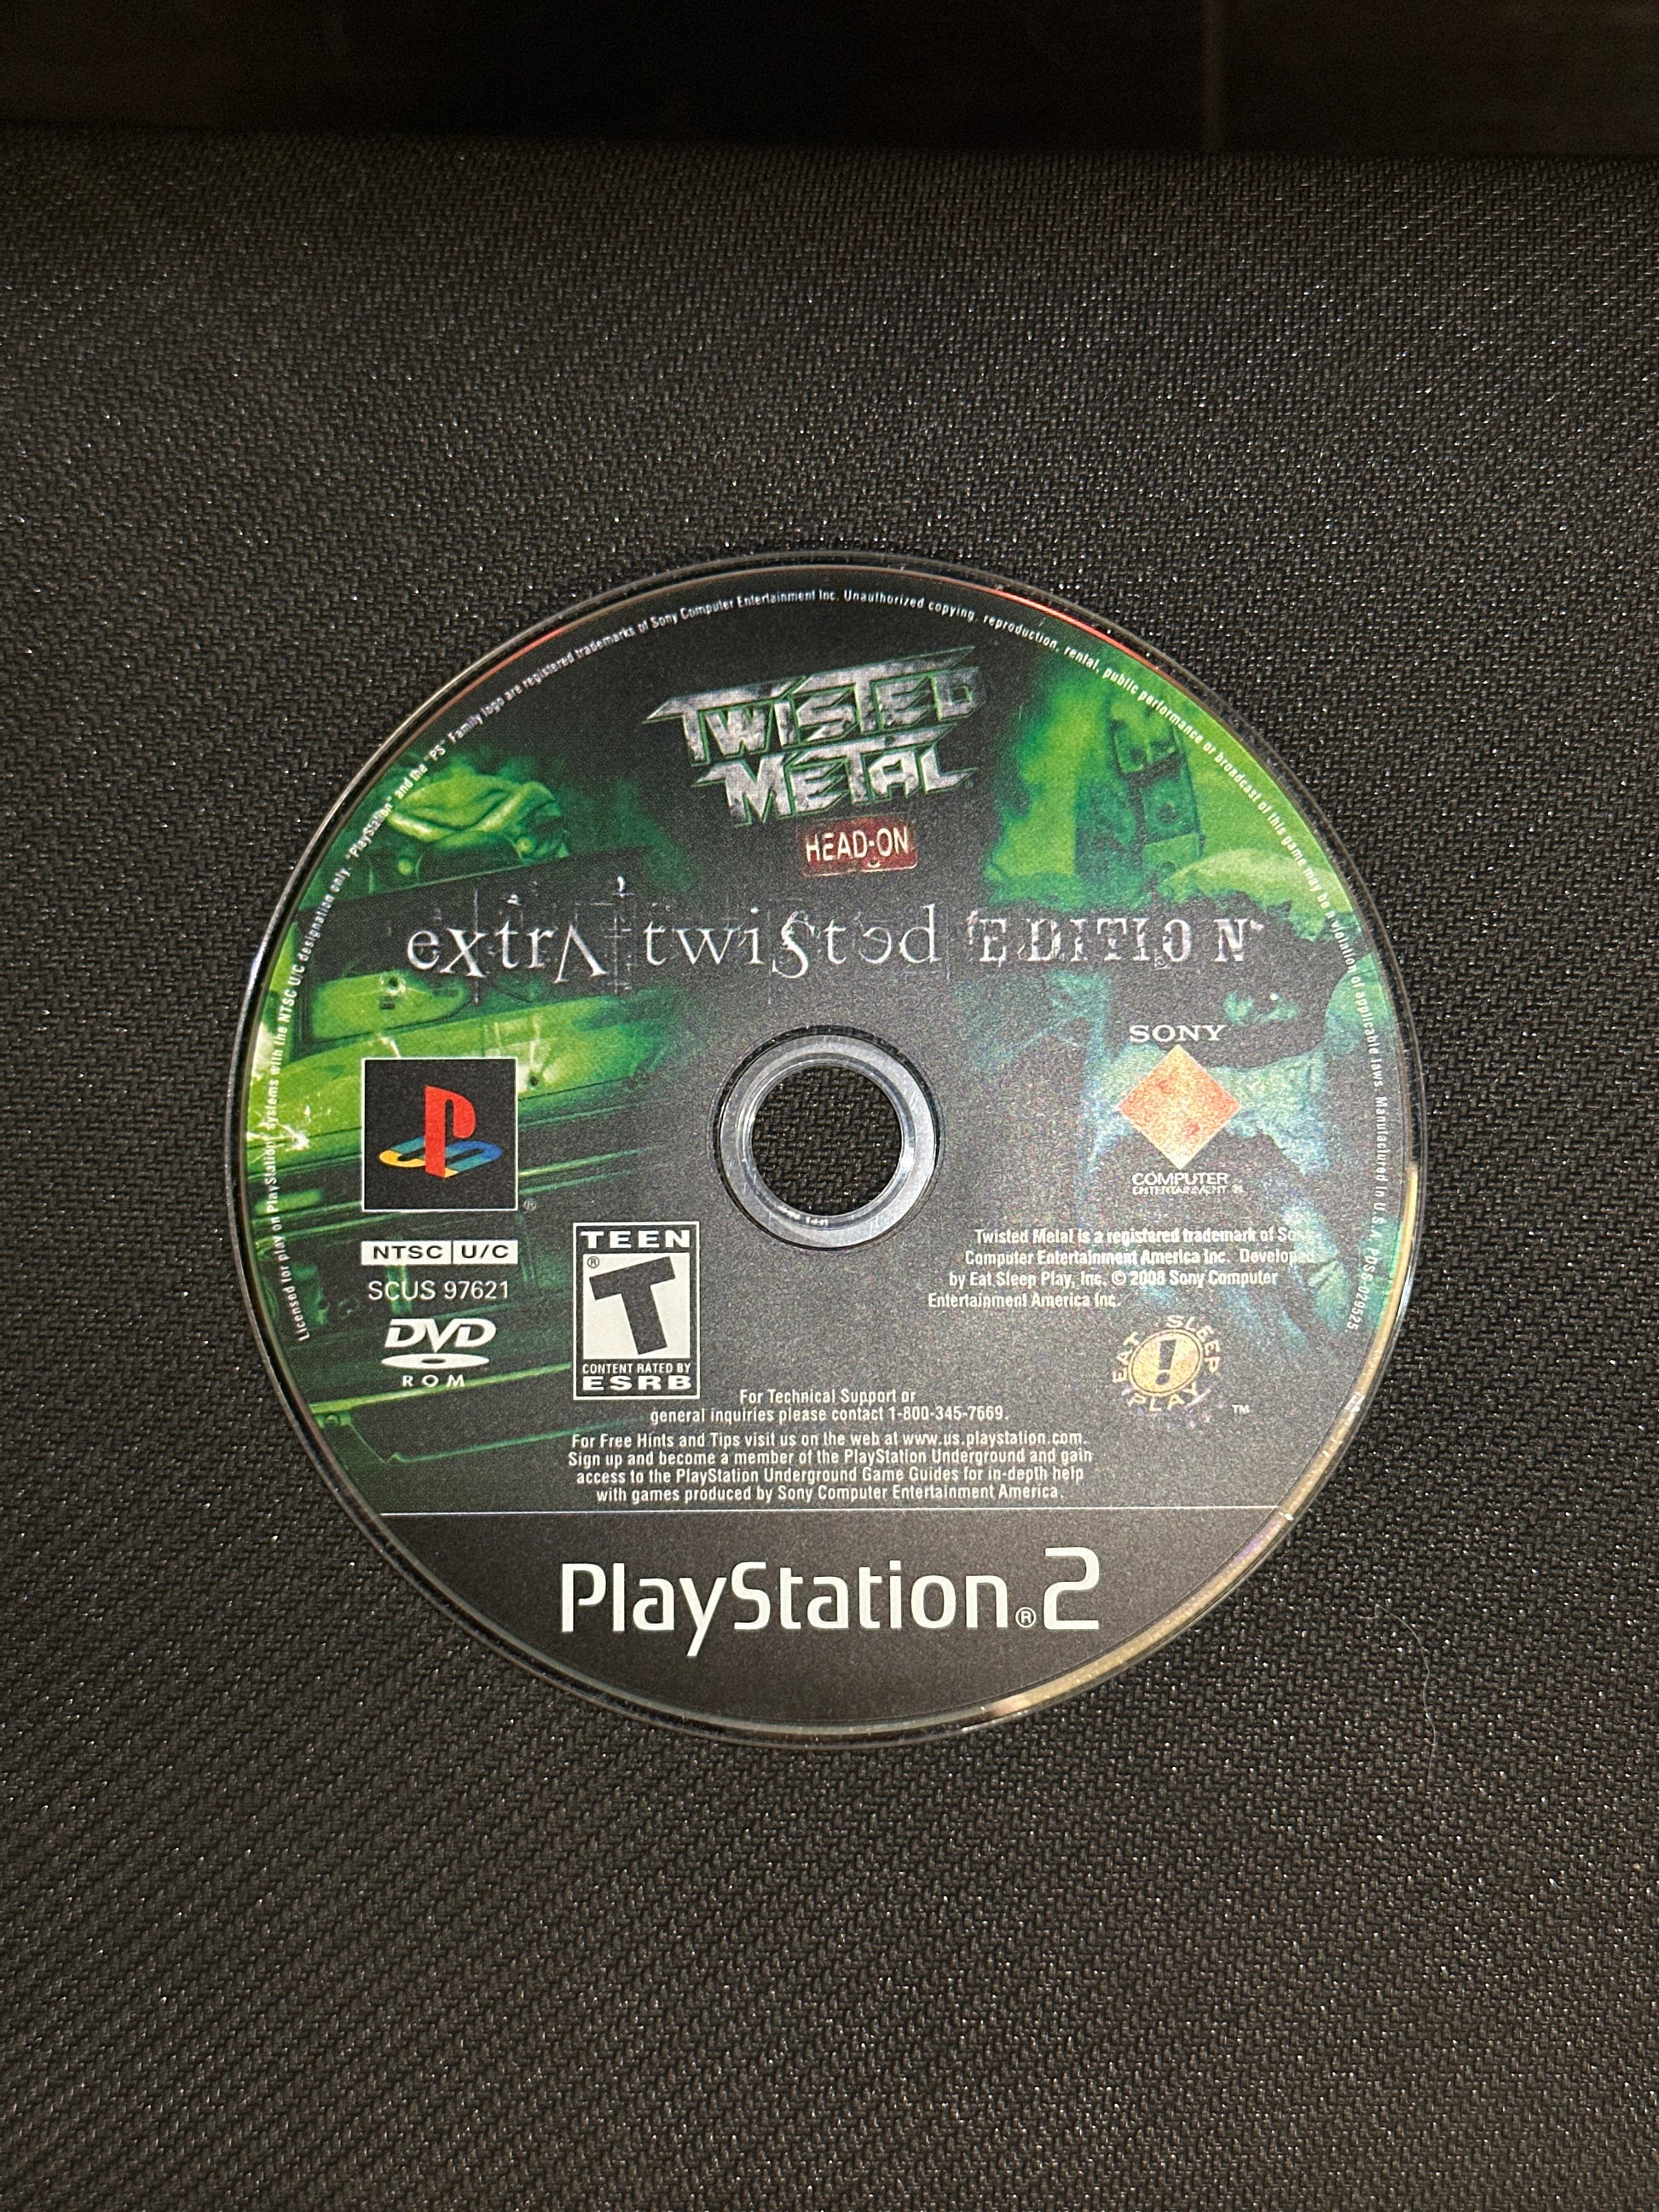 Licensed for play on PlayStation 2 systems with the NTSC U/C designation only. "PlayStation" and the "PS" Family logo are registered trademarks of Sony Computer Entertainment Inc. Unauthorized copying, reproduction, rental, public performance or broadcast of this game may be a violation of applicable laws. Manufactured in U.S.A. PDSS-029525
TWISTED
METAL
HEAD-ON
extra twisted EDITION
SONY
COMPUTER
ENTERTAINMENT
NTSC U/C
SCUS 97621
DVD
ROM
TEEN
T
®
CONTENT RATED BY
ESRB
Twisted Metal is a registered trademark of Sony
Computer Entertainment America Inc. Developed
by Eat Sleep Play, Inc. © 2008 Sony Computer
Entertainment America Inc.
EAT SLEEP PLAY ™
For Technical Support or
general inquiries please contact 1-800-345-7669.
For Free Hints and Tips visit us on the web at www.us.playstation.com.
Sign up and become a member of the PlayStation Underground and gain
access to the PlayStation Underground Game Guides for in-depth help
with games produced by Sony Computer Entertainment America.
PlayStation®2